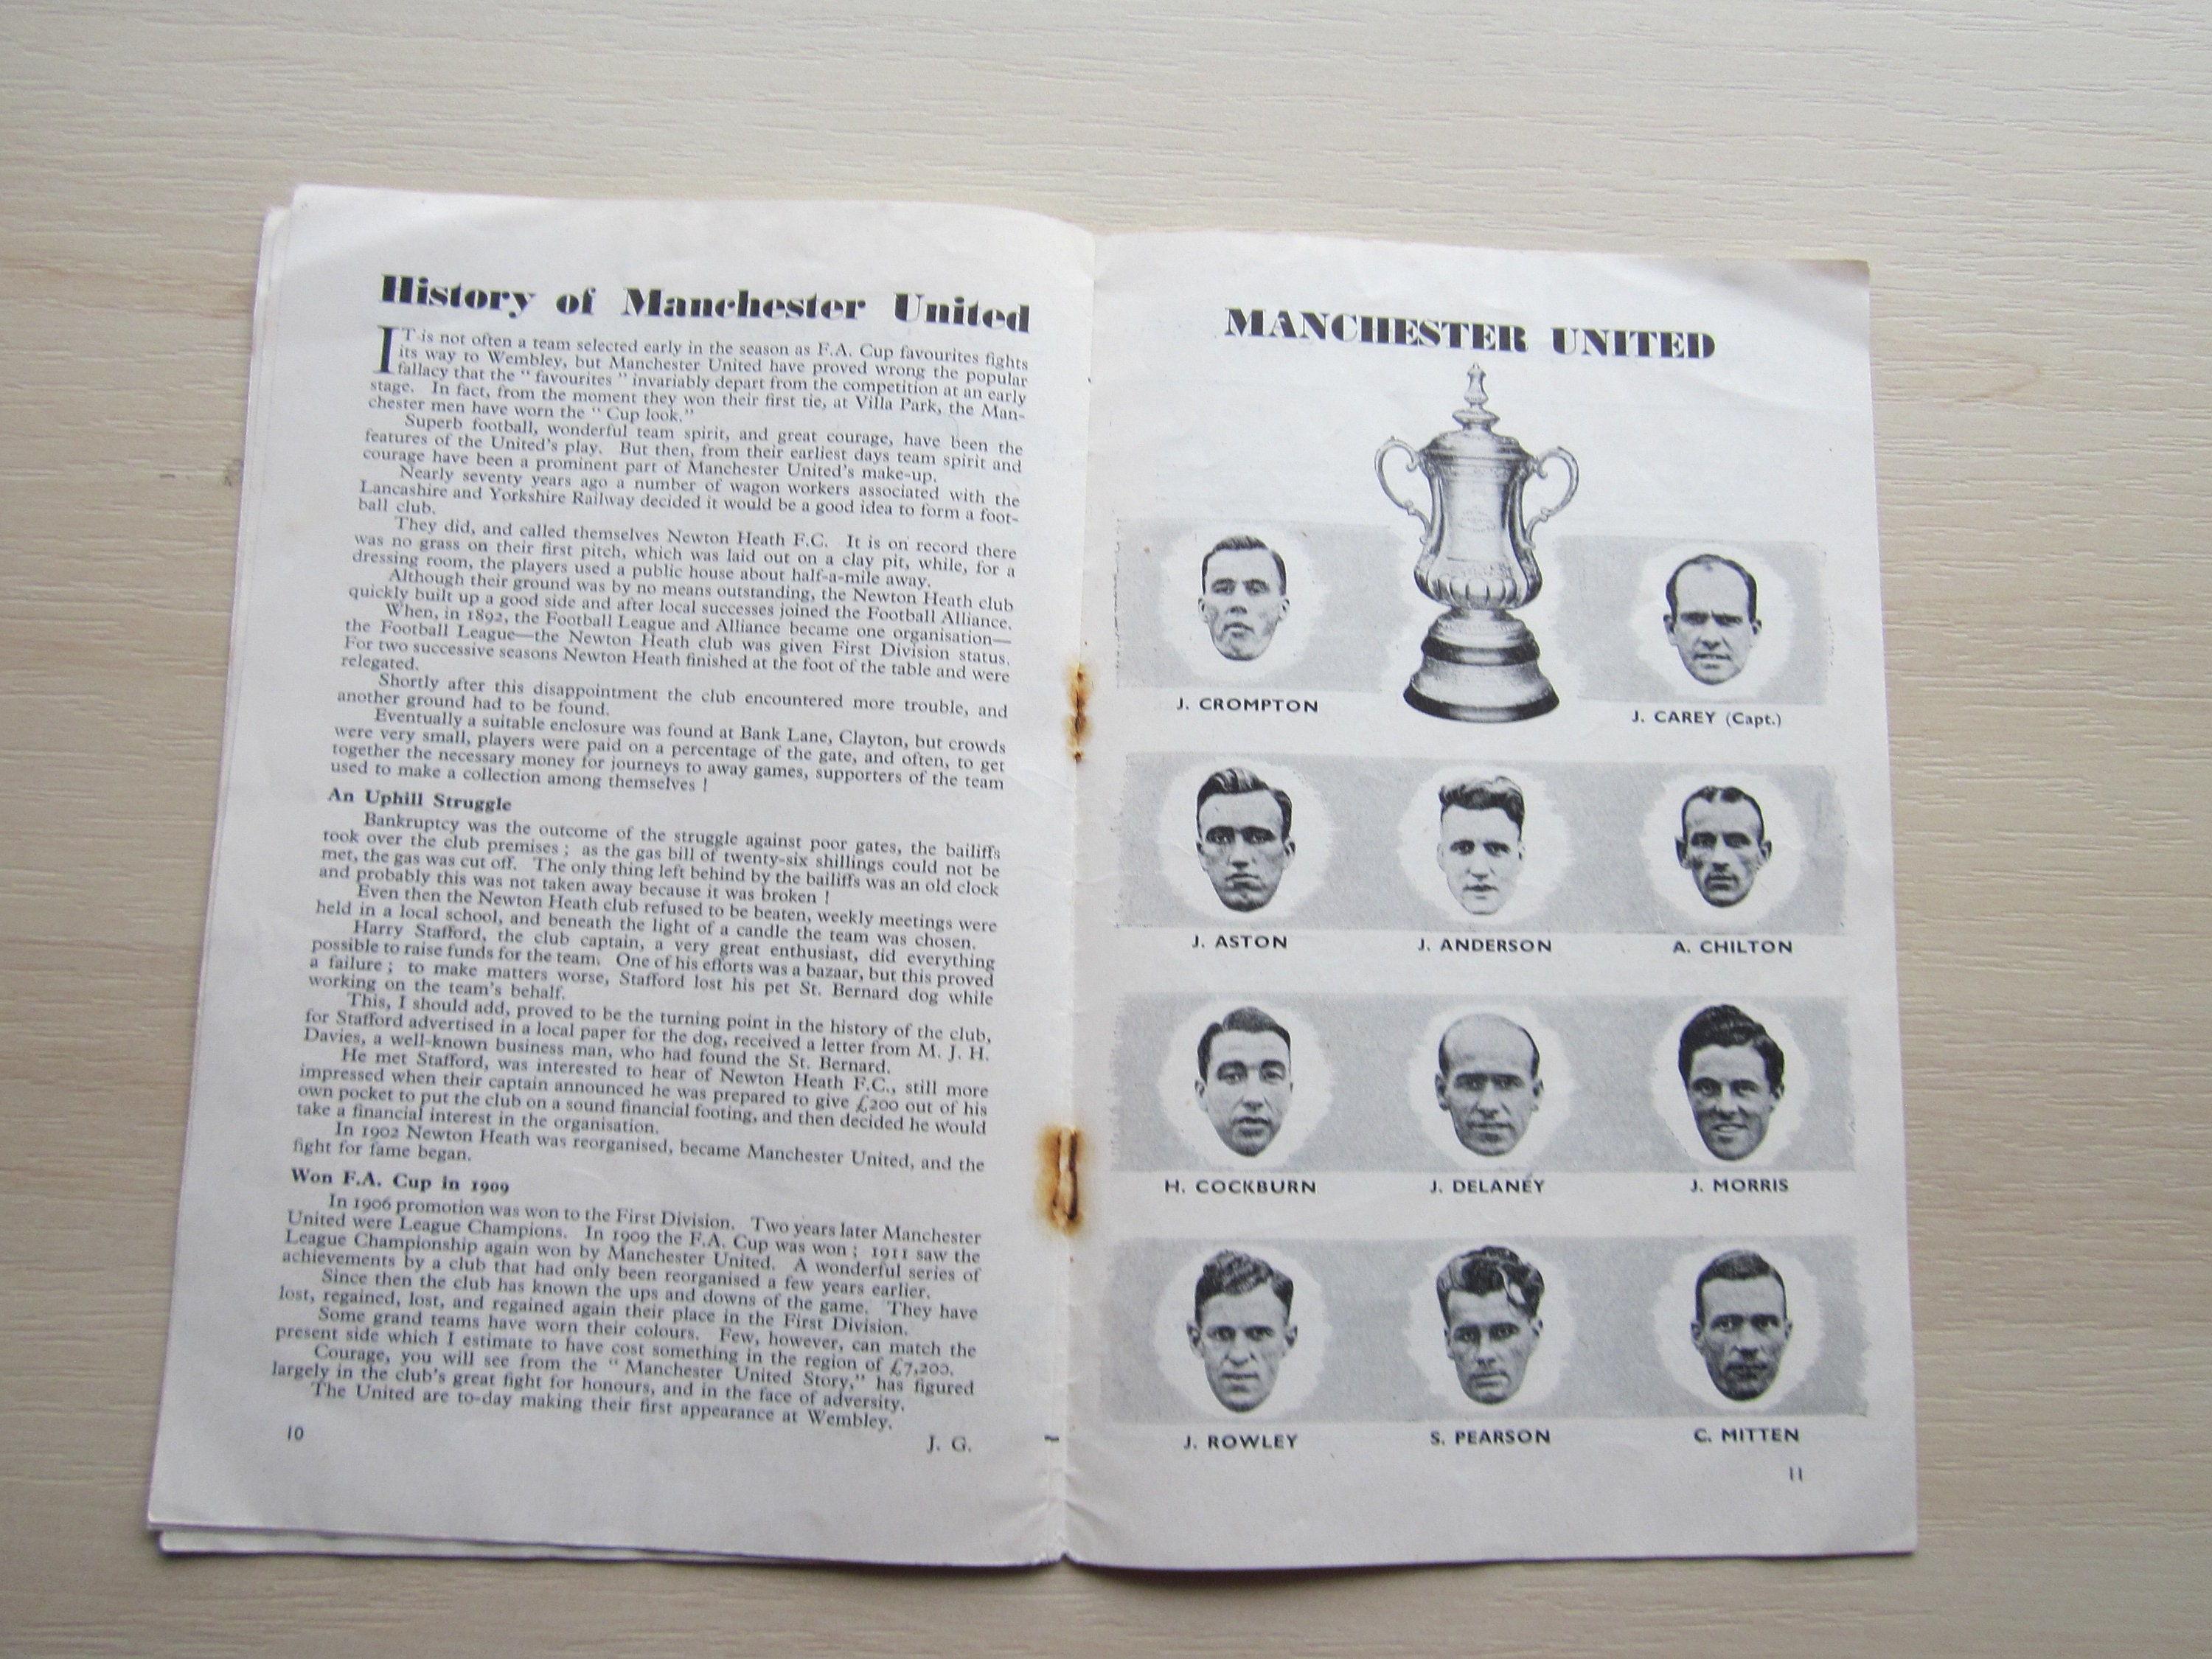 History of Manchester United
IT is not often a team selected early in the season as F.A. Cup favourites fights
its way to Wembley, but Manchester United have proved wrong the popular
fallacy that the “ favourites ” invariably depart from the competition at an early
stage. In fact, from the moment they won their first tie, at Villa Park, the Man-
chester men have worn the “ Cup look.”
Superb football, wonderful team spirit, and great courage, have been the
features of the United's play. But then, from their earliest days team spirit and
courage have been a prominent part of Manchester United's make-up.
Nearly seventy years ago a number of wagon workers associated with the
Lancashire and Yorkshire Railway decided it would be a good idea to form a foot-
ball club.
They did, and called themselves Newton Heath F.C. It is on record there
was no grass on their first pitch, which was laid out on a clay pit, while, for a
dressing room, the players used a public house about half-a-mile away.
Although their ground was by no means outstanding, the Newton Heath club
quickly built up a good side and after local successes joined the Football Alliance.
When, in 1892, the Football League and Alliance became one organisation—
the Football League—the Newton Heath club was given First Division status.
For two successive seasons Newton Heath finished at the foot of the table and were
relegated.
Shortly after this disappointment the club encountered more trouble, and
another ground had to be found.
Eventually a suitable enclosure was found at Bank Lane, Clayton, but crowds
were very small, players were paid on a percentage of the gate, and often, to get
together the necessary money for journeys to away games, supporters of the team
used to make a collection among themselves !
An Uphill Struggle
Bankruptcy was the outcome of the struggle against poor gates, the bailiffs
took over the club premises ; as the gas bill of twenty-six shillings could not be
met, the gas was cut off. The only thing left behind by the bailiffs was an old clock
and probably this was not taken away because it was broken !
Even then the Newton Heath club refused to be beaten, weekly meetings were
held in a local school, and beneath the light of a candle the team was chosen.
Harry Stafford, the club captain, a very great enthusiast, did everything
possible to raise funds for the team. One of his efforts was a bazaar, but this proved
a failure ; to make matters worse, Stafford lost his pet St. Bernard dog while
working on the team's behalf.
This, I should add, proved to be the turning point in the history of the club,
for Stafford advertised in a local paper for the dog, received a letter from M. J. H.
Davies, a well-known business man, who had found the St. Bernard.
He met Stafford, was interested to hear of Newton Heath F.C., still more
impressed when their captain announced he was prepared to give £200 out of his
own pocket to put the club on a sound financial footing, and then decided he would
take a financial interest in the organisation.
In 1902 Newton Heath was reorganised, became Manchester United, and the
fight for fame began.
Won F.A. Cup in 1909
In 1906 promotion was won to the First Division. Two years later Manchester
United were League Champions. In 1909 the F.A. Cup was won ; 1911 saw the
League Championship again won by Manchester United. A wonderful series of
achievements by a club that had only been reorganised a few years earlier.
Since then the club has known the ups and downs of the game. They have
lost, regained, lost, and regained again their place in the First Division.
Some grand teams have worn their colours. Few, however, can match the
present side which I estimate to have cost something in the region of £7,200.
Courage, you will see from the “ Manchester United Story,” has figured
largely in the club's great fight for honours, and in the face of adversity.
The United are to-day making their first appearance at Wembley.
J. G.
10
MANCHESTER UNITED
J. CROMPTON
J. CAREY (Capt.)
J. ASTON
J. ANDERSON
A. CHILTON
H. COCKBURN
J. DELANEY
J. MORRIS
J. ROWLEY
S. PEARSON
C. MITTEN
11